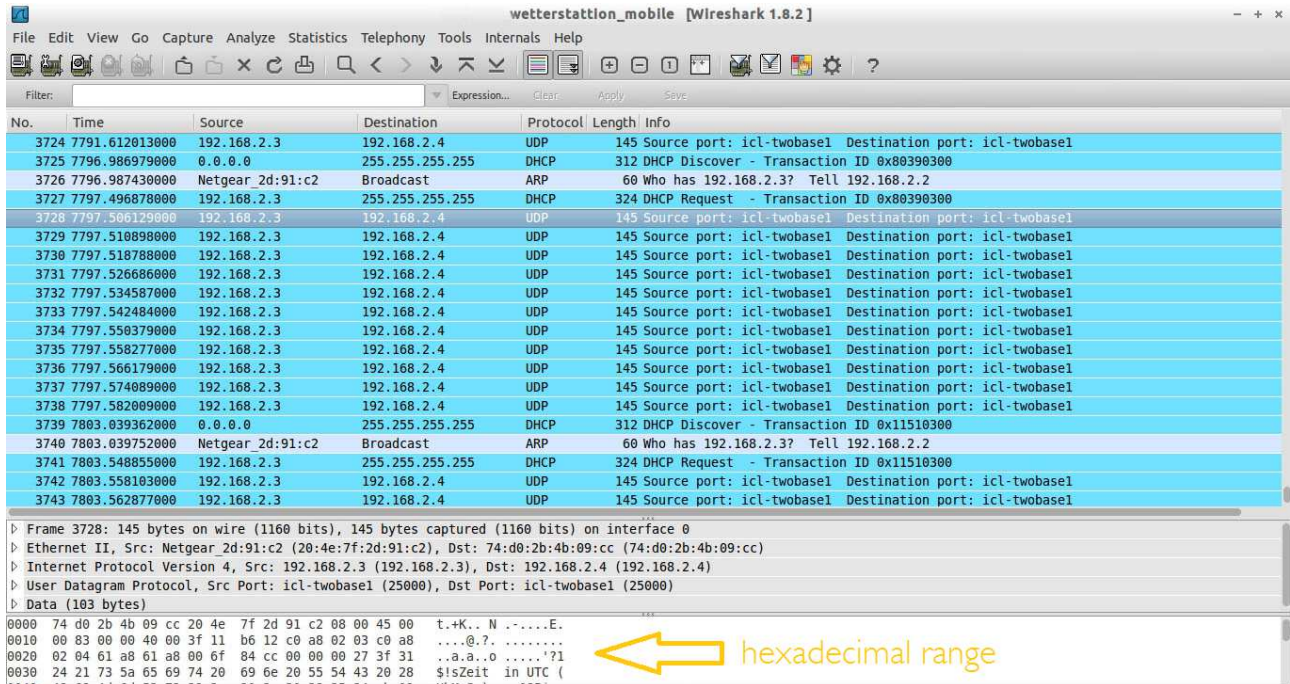 wetterstattion_mobile [Wireshark 1.8.2]
File Edit View Go Capture Analyze Statistics Telephony Tools Internals Help
Filter: Expression... Clear Apply Save
No. Time Source Destination Protocol Length Info
3724 7791.612013000 192.168.2.3 192.168.2.4 UDP 145 Source port: icl-twobase1 Destination port: icl-twobase1
3725 7796.986979000 0.0.0.0 255.255.255.255 DHCP 312 DHCP Discover - Transaction ID 0x80390300
3726 7796.987430000 Netgear_2d:91:c2 Broadcast ARP 60 Who has 192.168.2.3? Tell 192.168.2.2
3727 7797.496878000 192.168.2.3 255.255.255.255 DHCP 324 DHCP Request - Transaction ID 0x80390300
3728 7797.506129000 192.168.2.3 192.168.2.4 UDP 145 Source port: icl-twobase1 Destination port: icl-twobase1
3729 7797.510898000 192.168.2.3 192.168.2.4 UDP 145 Source port: icl-twobase1 Destination port: icl-twobase1
3730 7797.518788000 192.168.2.3 192.168.2.4 UDP 145 Source port: icl-twobase1 Destination port: icl-twobase1
3731 7797.526686000 192.168.2.3 192.168.2.4 UDP 145 Source port: icl-twobase1 Destination port: icl-twobase1
3732 7797.534587000 192.168.2.3 192.168.2.4 UDP 145 Source port: icl-twobase1 Destination port: icl-twobase1
3733 7797.542484000 192.168.2.3 192.168.2.4 UDP 145 Source port: icl-twobase1 Destination port: icl-twobase1
3734 7797.550379000 192.168.2.3 192.168.2.4 UDP 145 Source port: icl-twobase1 Destination port: icl-twobase1
3735 7797.558277000 192.168.2.3 192.168.2.4 UDP 145 Source port: icl-twobase1 Destination port: icl-twobase1
3736 7797.566179000 192.168.2.3 192.168.2.4 UDP 145 Source port: icl-twobase1 Destination port: icl-twobase1
3737 7797.574089000 192.168.2.3 192.168.2.4 UDP 145 Source port: icl-twobase1 Destination port: icl-twobase1
3738 7797.582009000 192.168.2.3 192.168.2.4 UDP 145 Source port: icl-twobase1 Destination port: icl-twobase1
3739 7803.039362000 0.0.0.0 255.255.255.255 DHCP 312 DHCP Discover - Transaction ID 0x11510300
3740 7803.039752000 Netgear_2d:91:c2 Broadcast ARP 60 Who has 192.168.2.3? Tell 192.168.2.2
3741 7803.548855000 192.168.2.3 255.255.255.255 DHCP 324 DHCP Request - Transaction ID 0x11510300
3742 7803.558103000 192.168.2.3 192.168.2.4 UDP 145 Source port: icl-twobase1 Destination port: icl-twobase1
3743 7803.562877000 192.168.2.3 192.168.2.4 UDP 145 Source port: icl-twobase1 Destination port: icl-twobase1
Frame 3728: 145 bytes on wire (1160 bits), 145 bytes captured (1160 bits) on interface 0
Ethernet II, Src: Netgear_2d:91:c2 (20:4e:7f:2d:91:c2), Dst: 74:d0:2b:4b:09:cc (74:d0:2b:4b:09:cc)
Internet Protocol Version 4, Src: 192.168.2.3 (192.168.2.3), Dst: 192.168.2.4 (192.168.2.4)
User Datagram Protocol, Src Port: icl-twobase1 (25000), Dst Port: icl-twobase1 (25000)
Data (103 bytes)
0000 74 d0 2b 4b 09 cc 20 4e 7f 2d 91 c2 08 00 45 00 t.+K.. N .-....E.
0010 00 83 00 00 40 00 3f 11 b6 12 c0 a8 02 03 c0 a8 ....@.?. ........
0020 02 04 61 a8 61 a8 00 6f 84 cc 00 00 00 27 3f 31 ..a.a..o .....'?1
0030 24 21 73 5a 65 69 74 20 69 6e 20 55 54 43 20 28 $!sZeit in UTC (
hexadecimal range